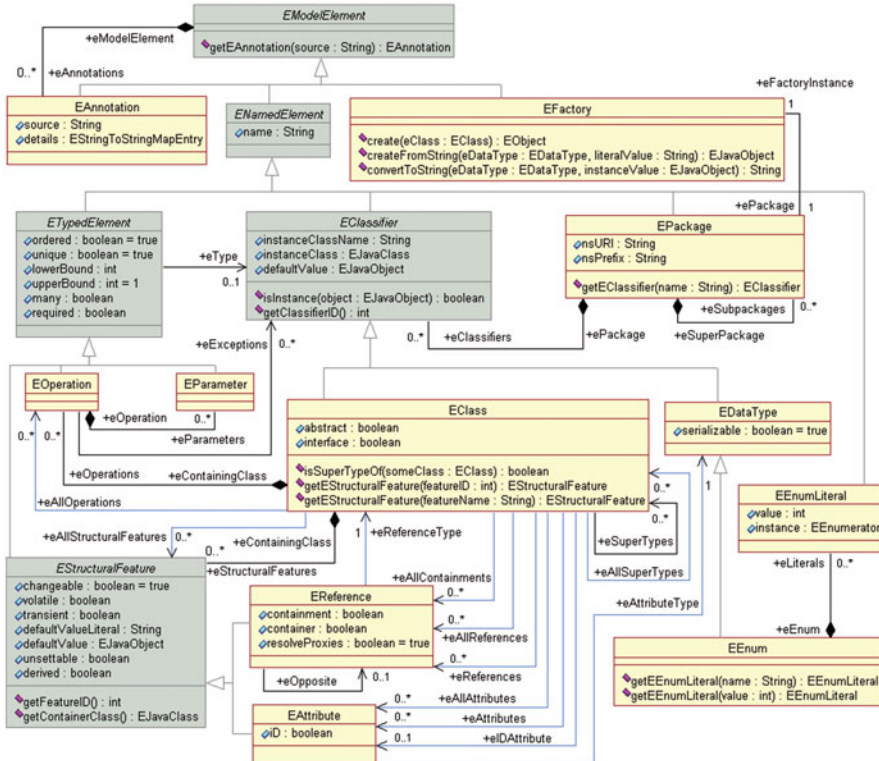 EModelElement
getEAnnotation(source : String) : EAnnotation
+eModelElement
0..*
+eAnnotations
EAnnotation
source : String
details : EStringToStringMapEntry
ENamedElement
name : String
+eFactoryInstance
1
EFactory
create(eClass : EClass) : EObject
createFromString(eDataType : EDataType, literalValue : String) : EJavaObject
convertToString(eDataType : EDataType, instanceValue : EJavaObject) : String
+ePackage
1
ETypedElement
ordered : boolean = true
unique : boolean = true
lowerBound : int
upperBound : int = 1
many : boolean
required : boolean
+eType
0..1
EClassifier
instanceClassName : String
instanceClass : EJavaClass
defaultValue : EJavaObject
isInstance(object : EJavaObject) : boolean
getClassifierID() : int
EPackage
nsURI : String
nsPrefix : String
getEClassifier(name : String) : EClassifier
+eSubpackages
0..*
+eSuperPackage
+ePackage
0..*
+eClassifiers
+eExceptions
0..*
EOperation
EParameter
+eOperation
0..*
+eParameters
0..*
0..*
+eOperations
+eContainingClass
+eAllOperations
EClass
abstract : boolean
interface : boolean
isSuperTypeOf(someClass : EClass) : boolean
getEStructuralFeature(featureID : int) : EStructuralFeature
getEStructuralFeature(featureName : String) : EStructuralFeature
EDataType
serializable : boolean = true
1
0..*
0..*
+eSuperTypes
+eAllSuperTypes
EEnumLiteral
value : int
instance : EEnumerator
+eLiterals
0..*
+eAllStructuralFeatures
0..*
+eContainingClass
0..*
+eStructuralFeatures
1
+eReferenceType
EStructuralFeature
changeable : boolean = true
volatile : boolean
transient : boolean
defaultValueLiteral : String
defaultValue : EJavaObject
unsettable : boolean
derived : boolean
getFeatureID() : int
getContainerClass() : EJavaClass
EReference
containment : boolean
container : boolean
resolveProxies : boolean = true
+eAllContainments
0..*
0..*
+eAllReferences
0..*
+eReferences
+eOpposite
0..1
+eAttributeType
+eEnum
EEnum
getEEnumLiteral(name : String) : EEnumLiteral
getEEnumLiteral(value : int) : EEnumLiteral
EAttribute
iD : boolean
0..*
+eAllAttributes
0..*
+eAttributes
0..1
+eIDAttribute